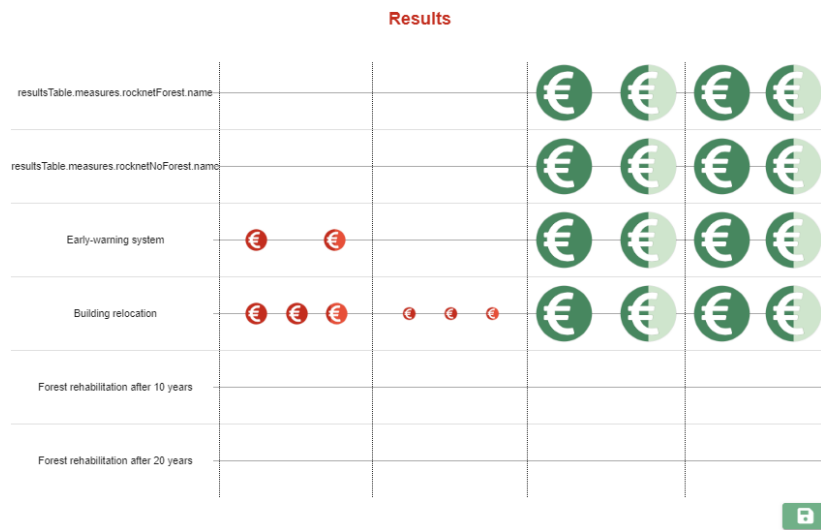 Results
resultsTable.measures.rocknetForest.name
resultsTable.measures.rocknetNoForest.name
Early-warning system
€ € € € € €
Building relocation
Forest rehabilitation after 10 years
Forest rehabilitation after 20 years